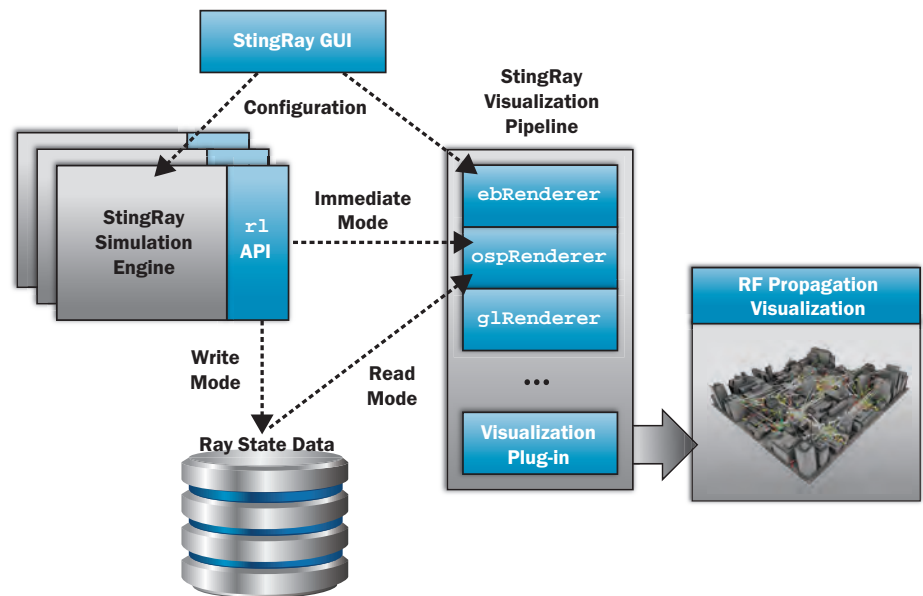 StingRay GUI
Configuration
StingRay
Visualization
Pipeline
StingRay
Simulation
Engine
rl
API
Immediate
Mode
ebRenderer
ospRenderer
glRenderer
...
Visualization
Plug-in
RF Propagation
Visualization
Write
Mode
Read
Mode
Ray State Data